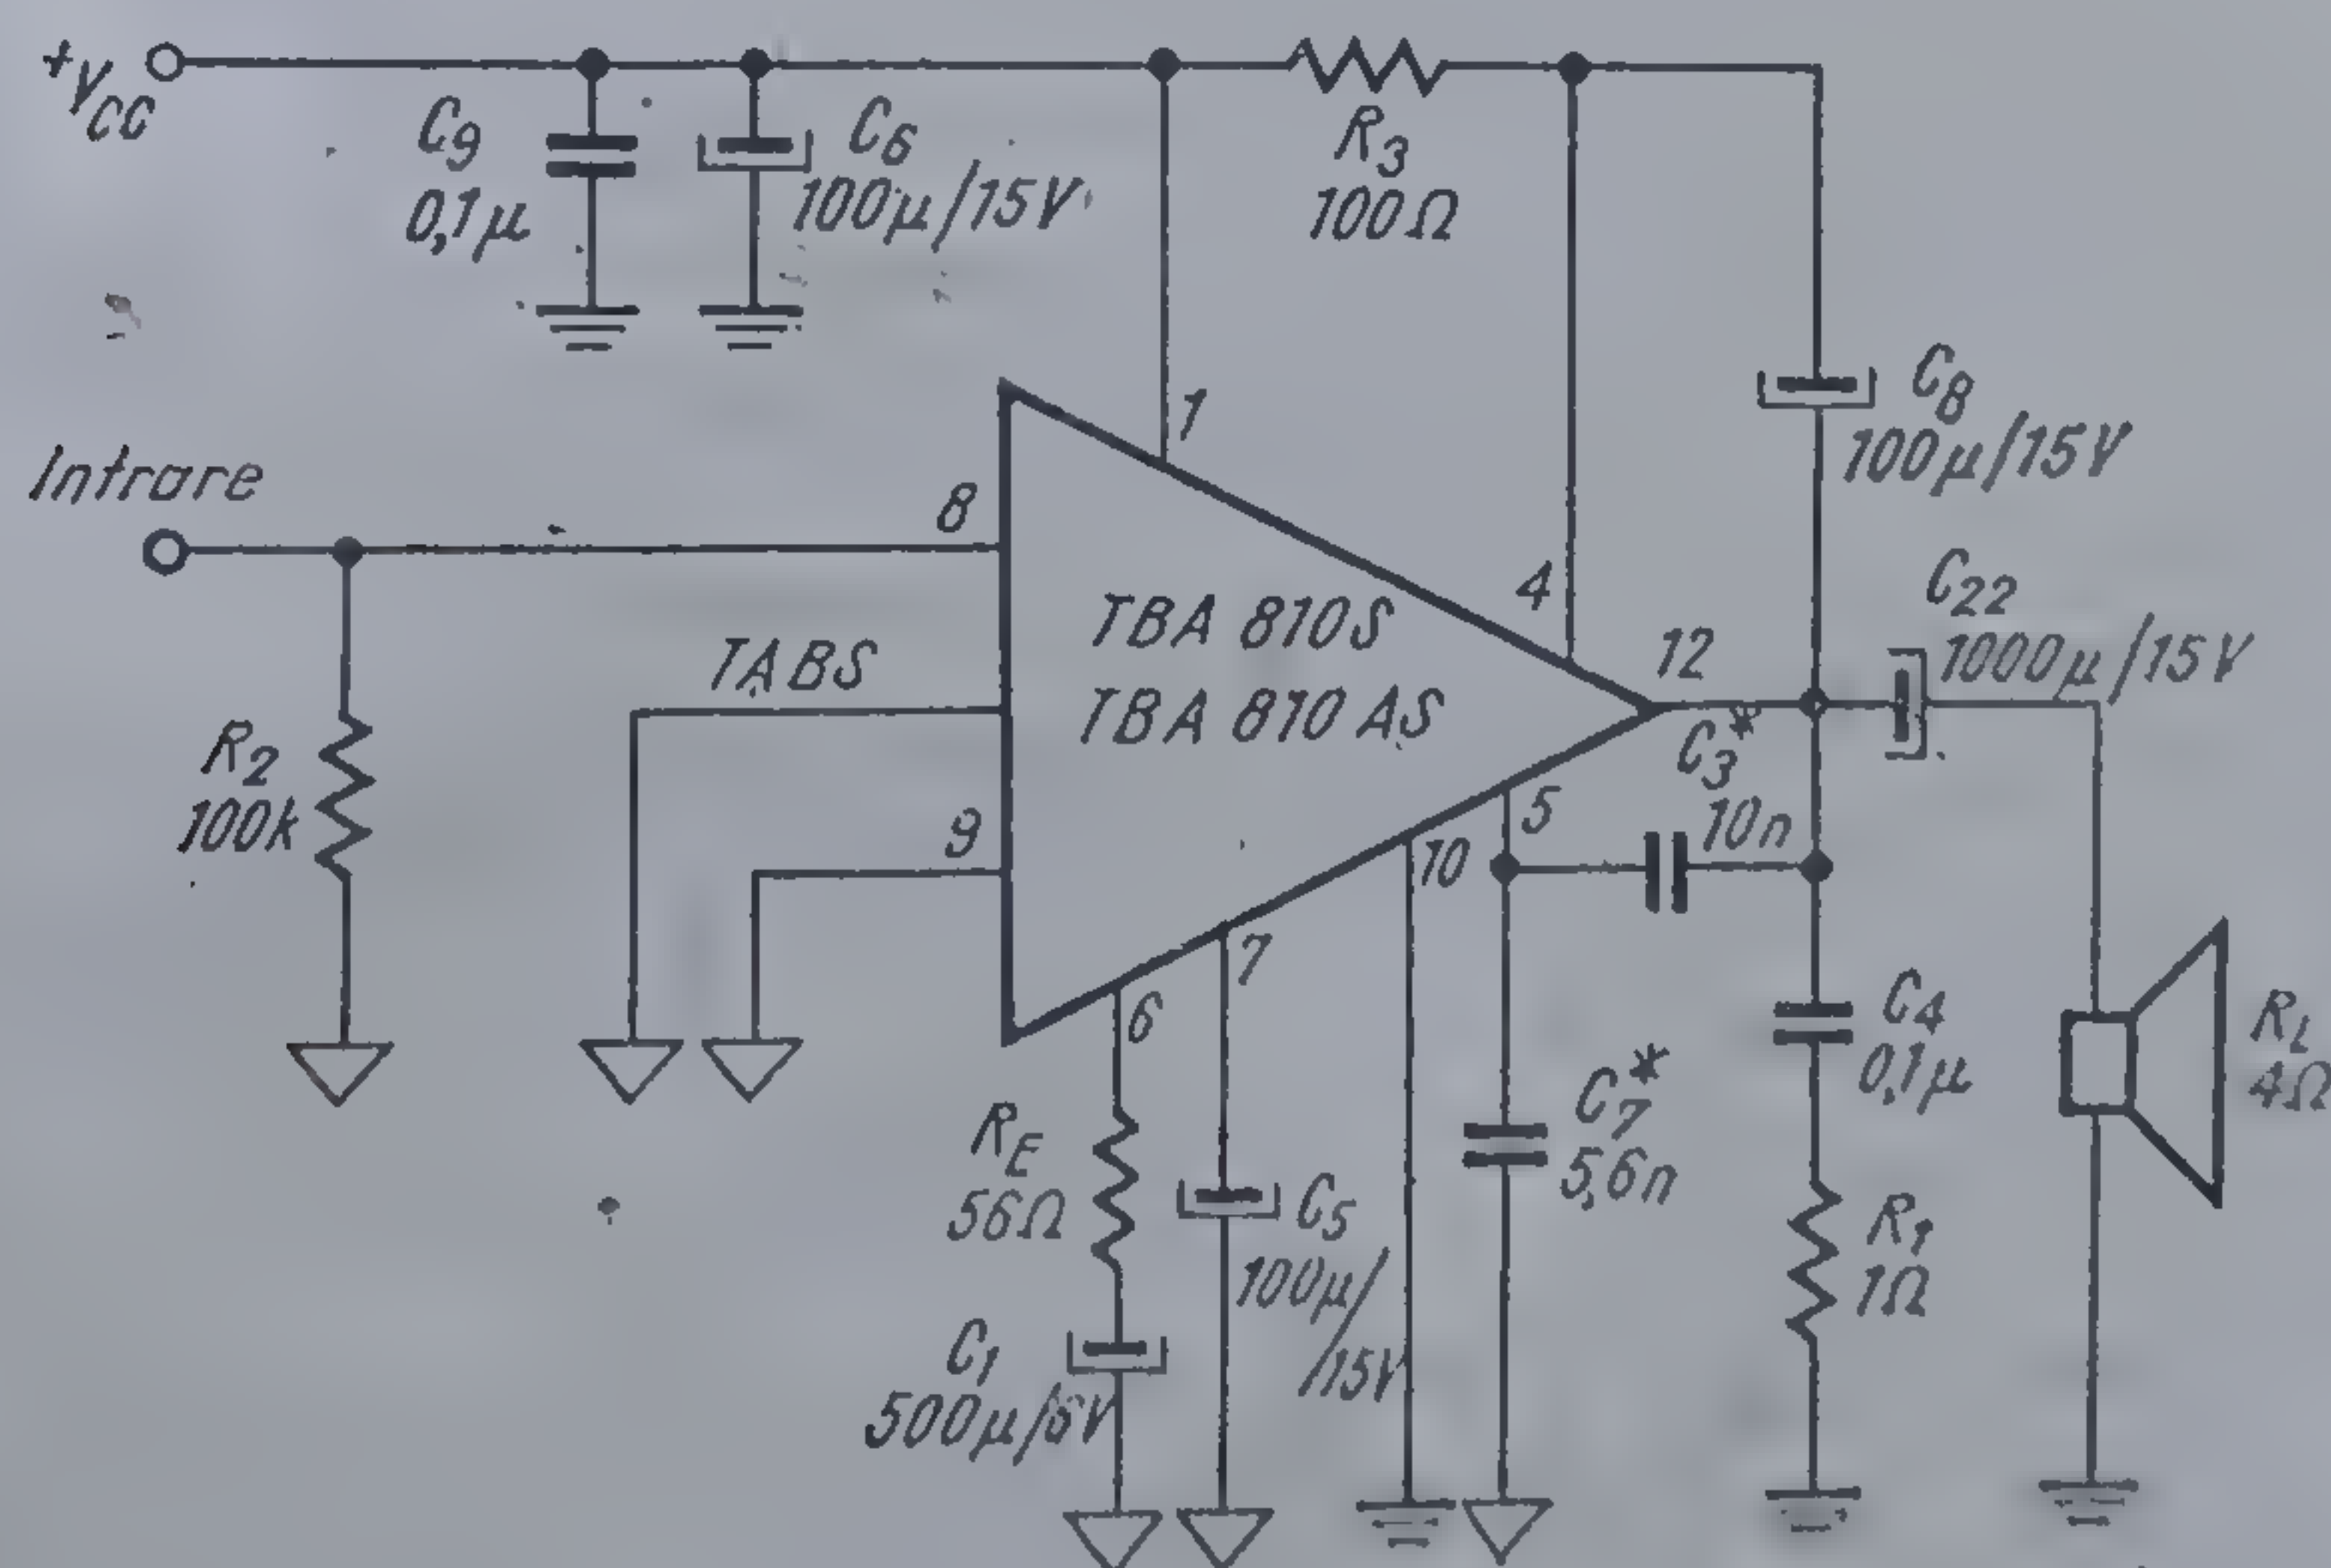 +VCC
C9
0,1μ
C6
100μ/15V
R3
100Ω
1
C8
100μ/15V
Intrare
8
4
12
C22
1000μ/15V
TABS
TBA 810S
TBA 810 AS
R2
100k
9
C3*
10n
5
10
7
6
C4
0,1μ
RL
4Ω
RE
56Ω
C5
100μ/
/15V
C7*
5,6n
R1
1Ω
C1
500μ/6V